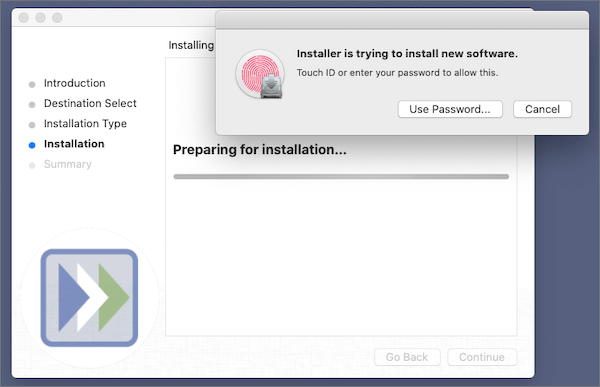 Installing
Installer is trying to install new software.
Touch ID or enter your password to allow this.
Use Password...
Cancel
Introduction
Destination Select
Installation Type
Installation
Summary
Preparing for installation...
Go Back
Continue